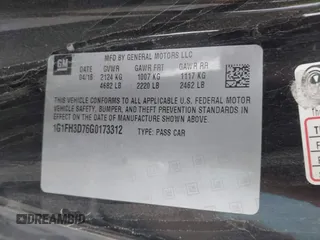 GM
MFD BY GENERAL MOTORS LLC
DATE GVWR GAWR FRT GAWR RR
04/16 2124 KG 1007 KG 1117 KG
4682 LB 2220 LB 2462 LB
THIS VEHICLE CONFORMS TO ALL APPLICABLE U.S. FEDERAL MOTOR
VEHICLE SAFETY, BUMPER, AND THEFT PREVENTION STANDARDS
IN EFFECT ON THE DATE OF MANUFACTURE SHOWN ABOVE.
1G1FH3D75G0173312 TYPE: PASS CAR
DREAMBID